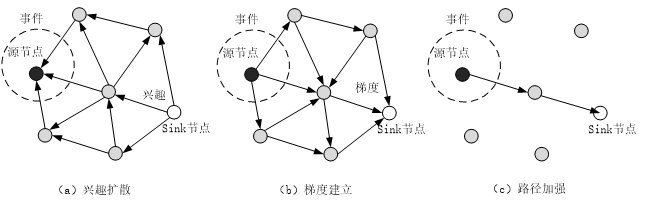 事件
源节点
兴趣
Sink节点
(a) 兴趣扩散
事件
源节点
梯度
Sink节点
(b) 梯度建立
事件
源节点
Sink节点
(c) 路径加强